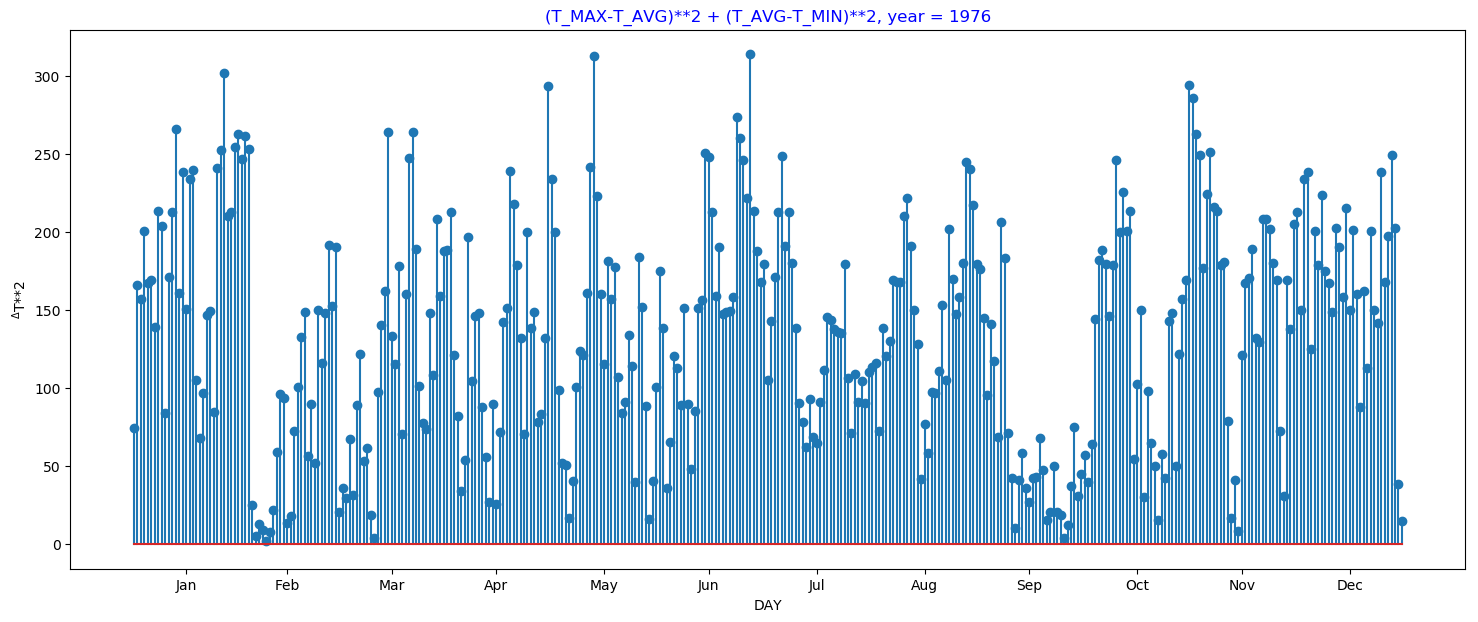 (T_MAX-T_AVG)**2 + (T_AVG-T_MIN)**2, year = 1976
300
250
200
150
100
50
0
ΔT**2
Jan Feb Mar Apr May Jun Jul Aug Sep Oct Nov Dec
DAY